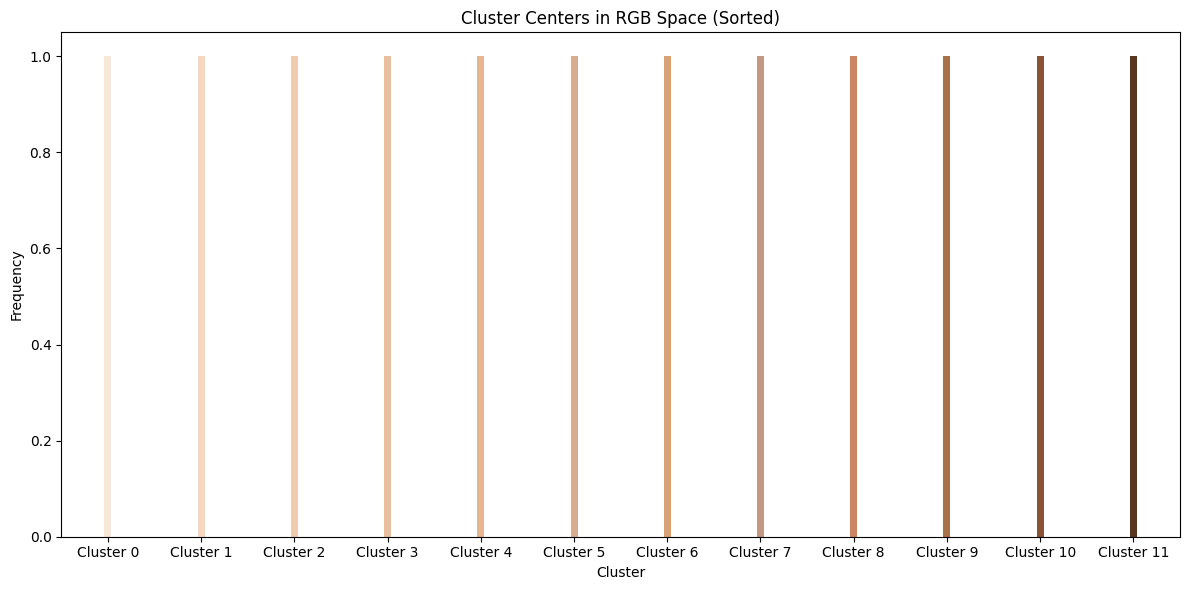 Cluster Centers in RGB Space (Sorted)
Frequency
1.0
0.8
0.6
0.4
0.2
0.0
Cluster 0 Cluster 1 Cluster 2 Cluster 3 Cluster 4 Cluster 5 Cluster 6 Cluster 7 Cluster 8 Cluster 9 Cluster 10 Cluster 11
Cluster